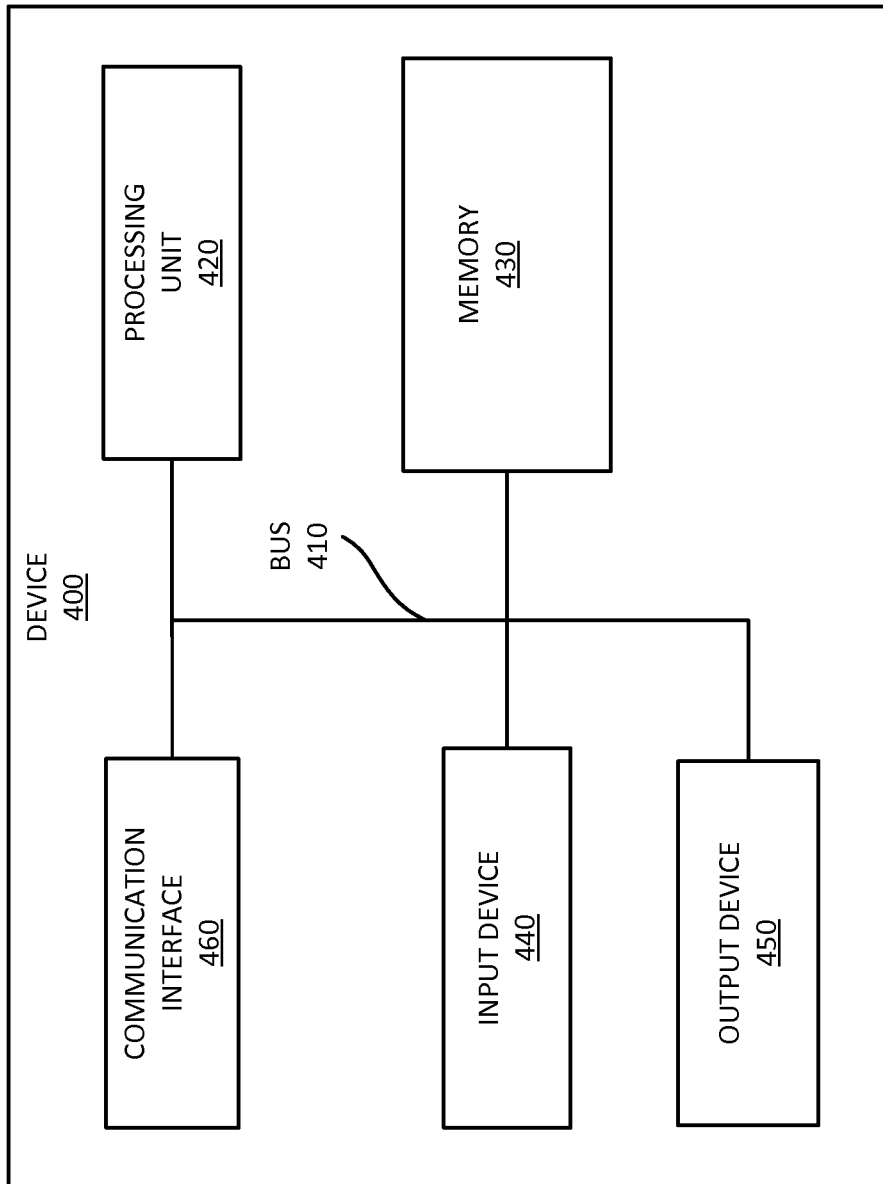 DEVICE
400
COMMUNICATION
INTERFACE
460
PROCESSING
UNIT
420
BUS
410
INPUT DEVICE
440
MEMORY
430
OUTPUT DEVICE
450